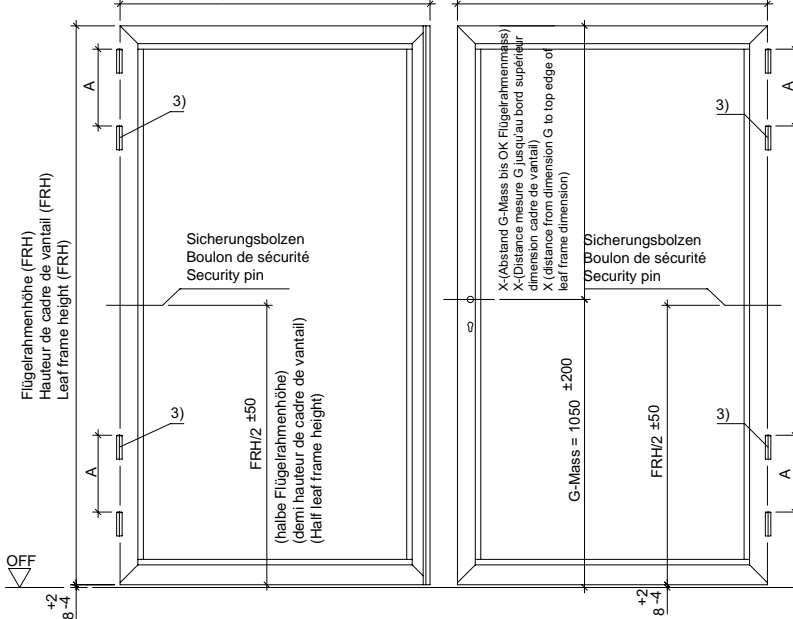 A
3)
Flügelrahmenhöhe (FRH)
Hauteur de cadre de vantail (FRH)
Leaf frame height (FRH)
Sicherungsbolzen
Boulon de sécurité
Security pin
FRH/2 ±50
(halbe Flügelrahmenhöhe)
(demi hauteur de cadre de vantail)
(Half leaf frame height)
3)
A
OFF
+2
8 -4
X-(Abstand G-Mass bis OK Flügelrahmenmass)
X-(Distance mesure G jusqu'au bord supérieur
dimension cadre de vantail)
X (distance from dimension G to top edge of
leaf frame dimension)
A
3)
Sicherungsbolzen
Boulon de sécurité
Security pin
G-Mass = 1050 ±200
FRH/2 ±50
3)
A
+2
8 -4